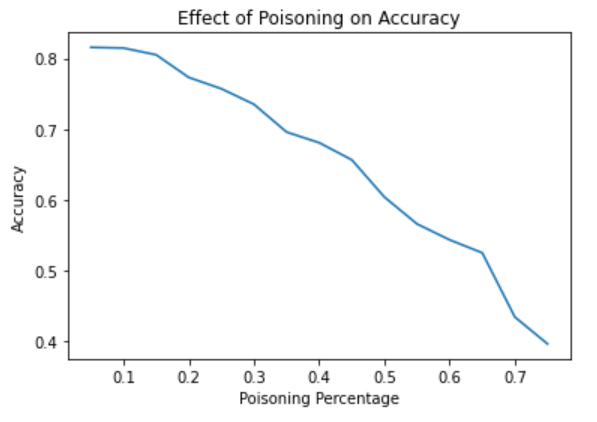 Effect of Poisoning on Accuracy
0.8
0.7
0.6
0.5
0.4
Accuracy
0.1 0.2 0.3 0.4 0.5 0.6 0.7
Poisoning Percentage